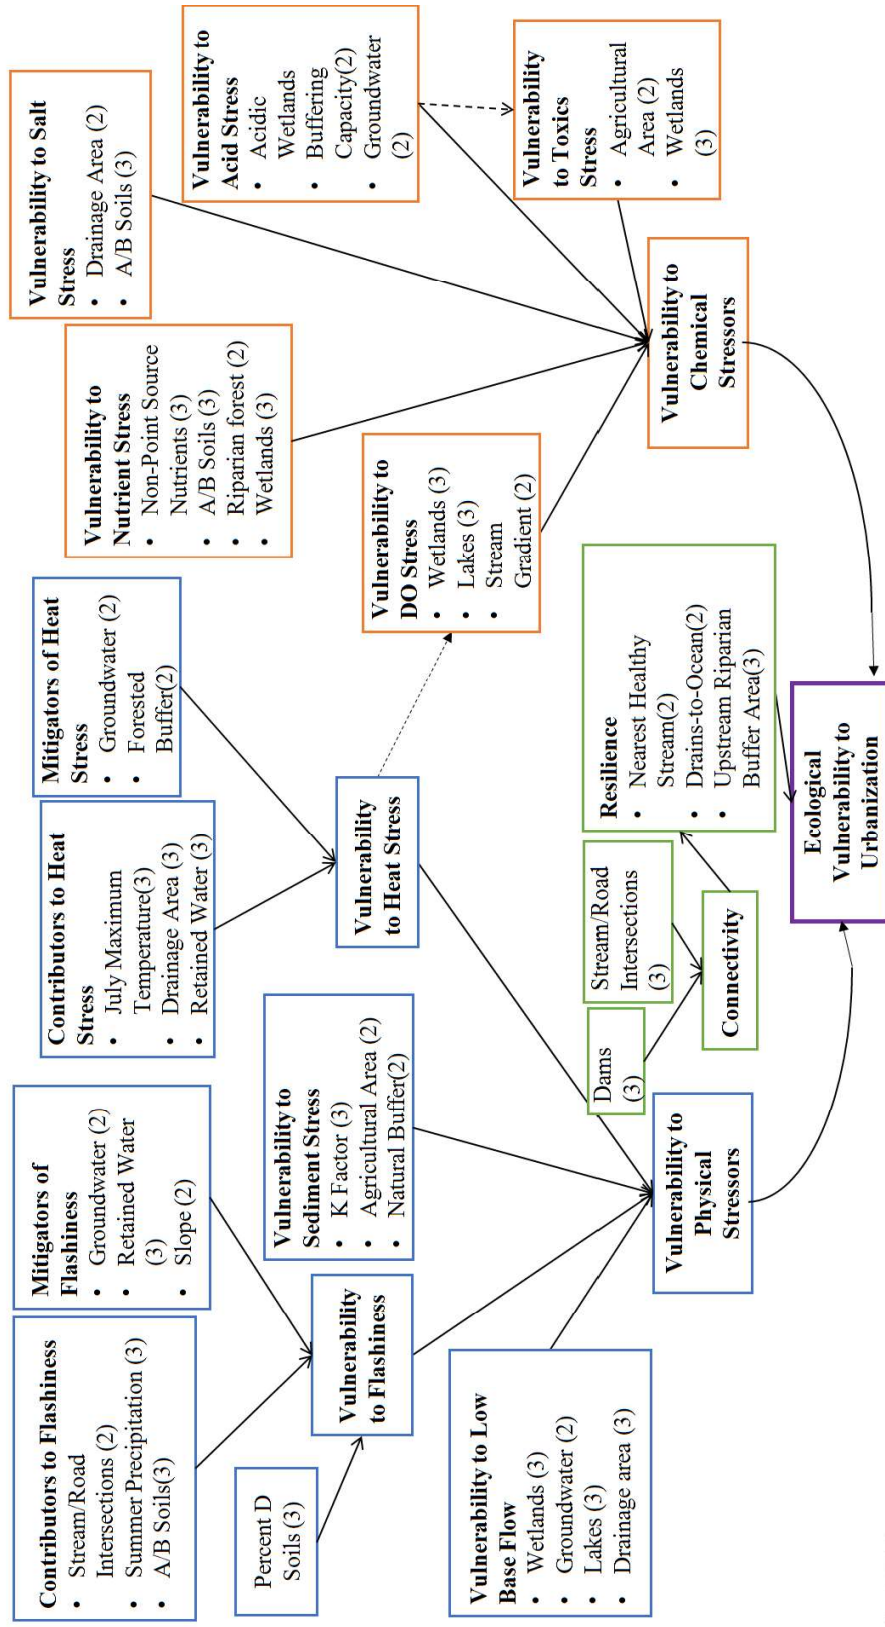 Contributors to Flashiness
• Stream/Road
Intersections (2)
• Summer Precipitation (3)
• A/B Soils(3)
Mitigators of
Flashiness
• Groundwater (2)
• Retained Water
(3)
• Slope (2)
Contributors to Heat
Stress
• July Maximum
Temperature(3)
• Drainage Area (3)
• Retained Water (3)
Mitigators of Heat
Stress
• Groundwater (2)
• Forested
Buffer(2)
Vulnerability to
Nutrient Stress
• Non-Point Source
Nutrients (3)
• A/B Soils (3)
• Riparian forest (2)
• Wetlands (3)
Vulnerability to Salt
Stress
• Drainage Area (2)
• A/B Soils (3)
Vulnerability to
Acid Stress
• Acidic
Wetlands
• Buffering
Capacity(2)
• Groundwater
(2)
Percent D
Soils (3)
Vulnerability
to Flashiness
Vulnerability to
Sediment Stress
• K Factor (3)
• Agricultural Area (2)
• Natural Buffer(2)
Vulnerability
to Heat Stress
Vulnerability to
DO Stress
• Wetlands (3)
• Lakes (3)
• Stream
Gradient (2)
Vulnerability
to Toxics
Stress
• Agricultural
Area (2)
• Wetlands
(3)
Vulnerability to Low
Base Flow
• Wetlands (3)
• Groundwater (2)
• Lakes (3)
• Drainage area (3)
Vulnerability to
Physical
Stressors
Dams
(3)
Stream/Road
Intersections
(3)
Connectivity
Resilience
• Nearest Healthy
Stream(2)
• Drains-to-Ocean(2)
• Upstream Riparian
Buffer Area(3)
Vulnerability to
Chemical
Stressors
Ecological
Vulnerability to
Urbanization